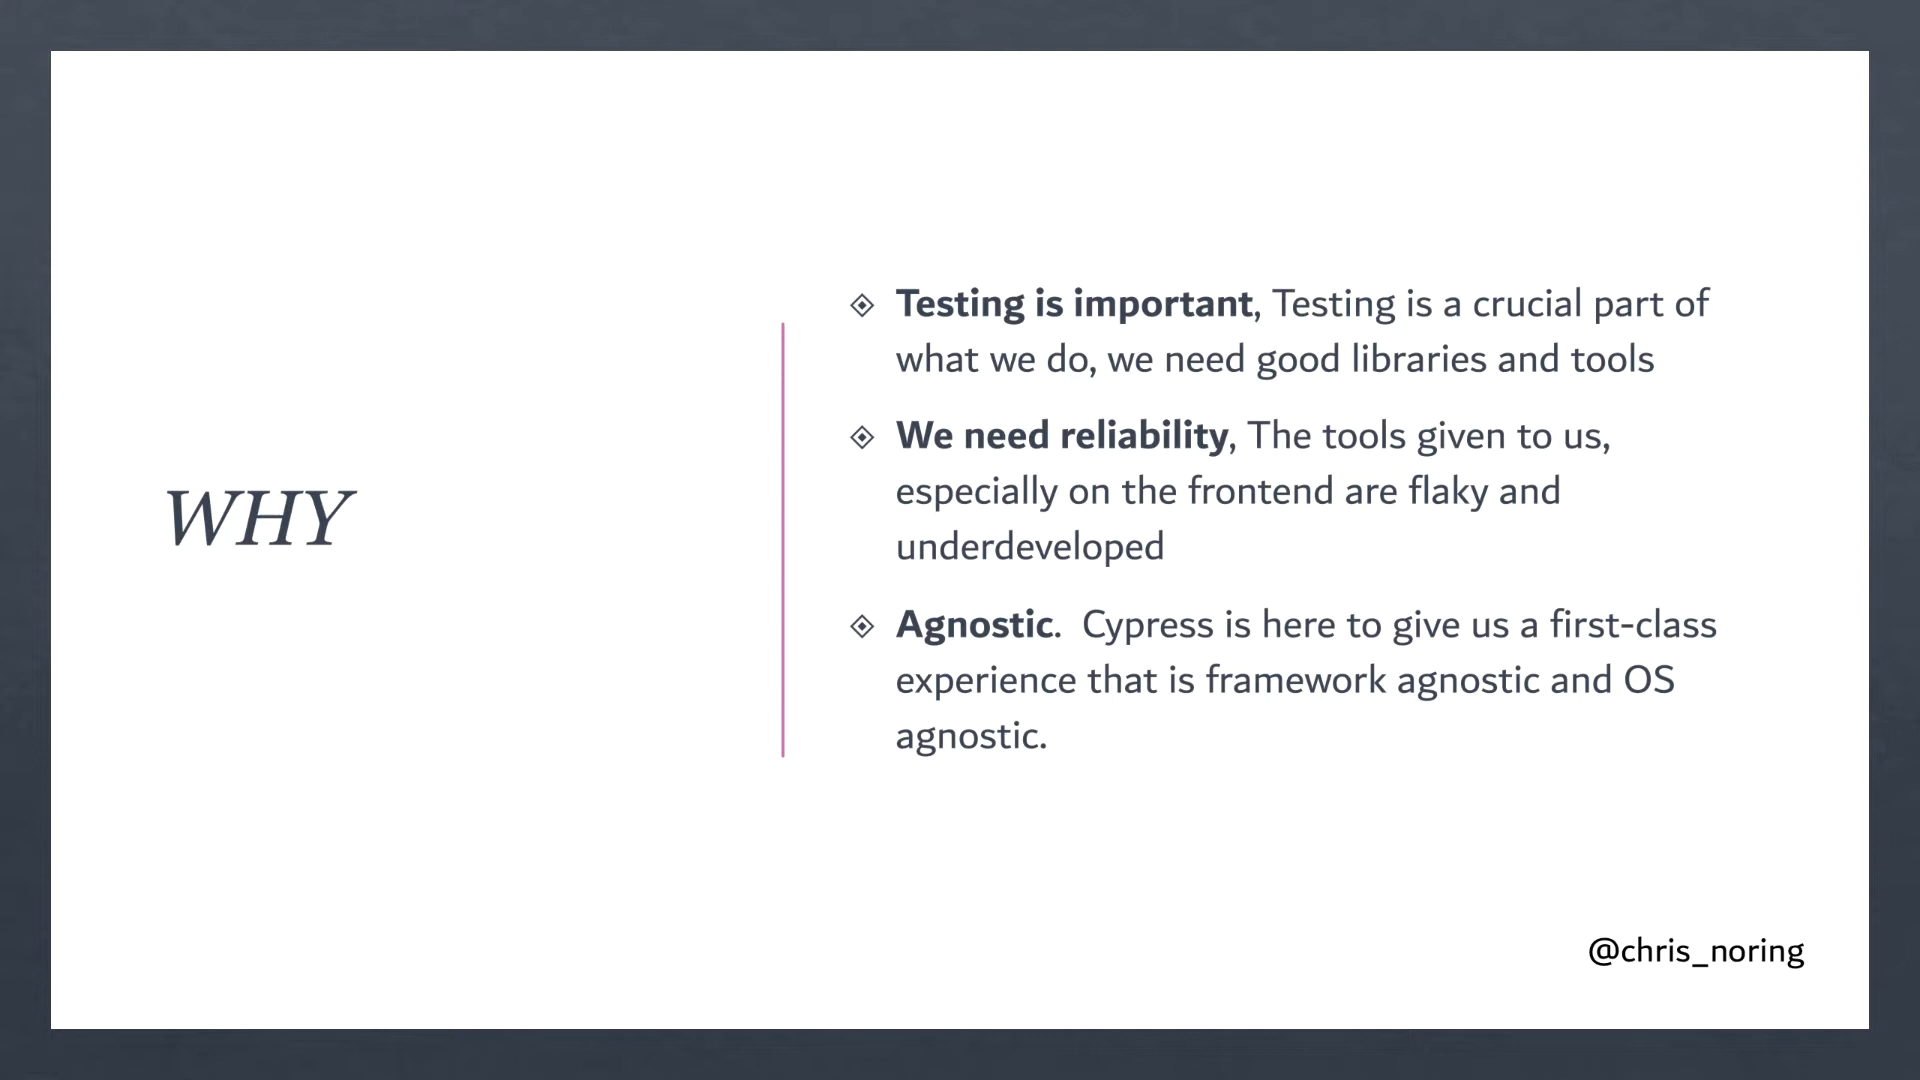 WHY
Testing is important, Testing is a crucial part of
what we do, we need good libraries and tools
We need reliability, The tools given to us,
especially on the frontend are flaky and
underdeveloped
Agnostic.  Cypress is here to give us a first-class
experience that is framework agnostic and OS
agnostic.
@chris_noring